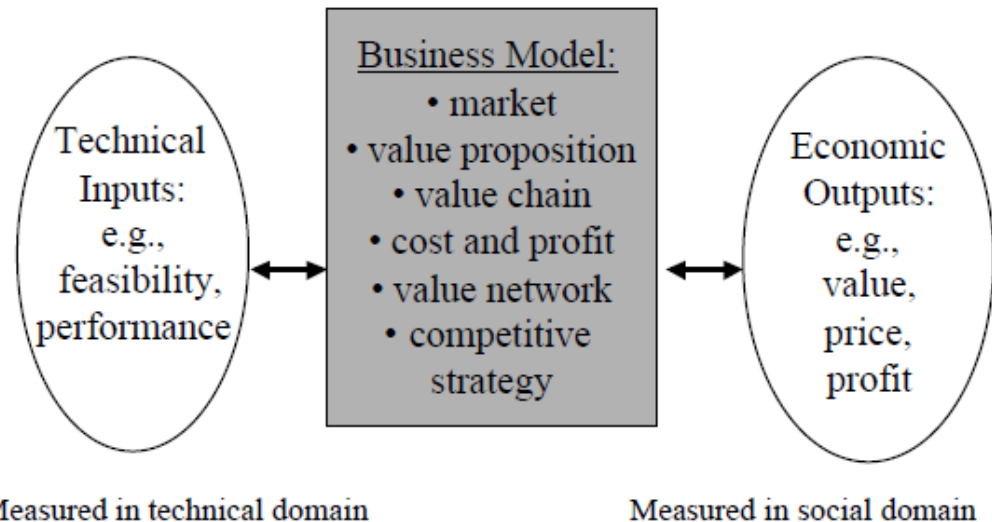 Technical
Inputs:
e.g.,
feasibility,
performance
Business Model:
• market
• value proposition
• value chain
• cost and profit
• value network
• competitive
strategy
Economic
Outputs:
e.g.,
value,
price,
profit
Measured in technical domain
Measured in social domain